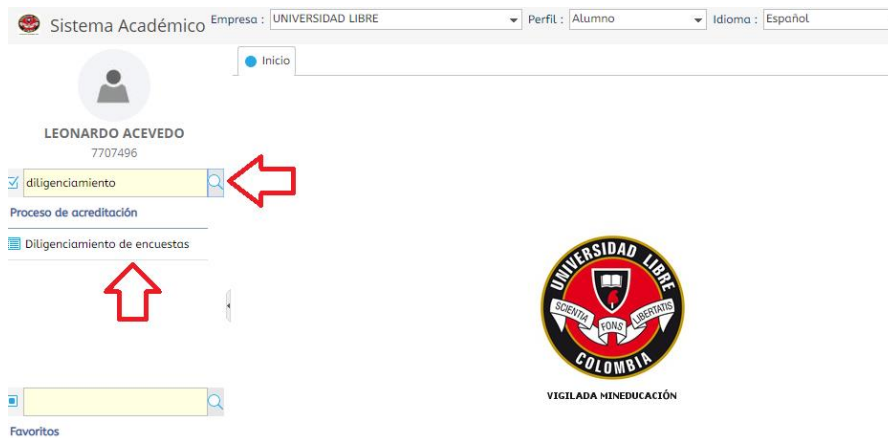 Sistema Académico
Empresa : UNIVERSIDAD LIBRE Perfil : Alumno Idioma : Español
Inicio
LEONARDO ACEVEDO
7707496
diligenciamiento
Proceso de acreditación
Diligenciamiento de encuestas
UNIVERSIDAD LIBRE
SCIENTIA FONS LIBERTATIS
COLOMBIA
VIGILADA MINEDUCACIÓN
Favoritos